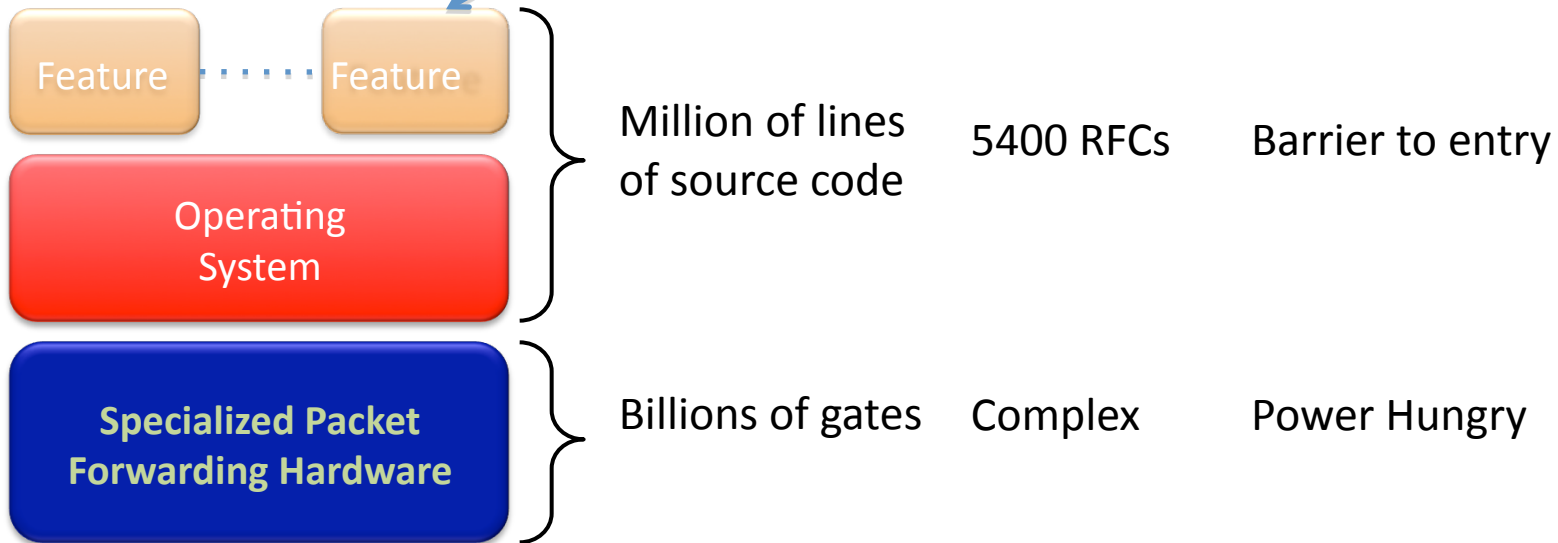 Feature
Feature
Million of lines
of source code
5400 RFCs
Barrier to entry
Operating
System
Specialized Packet
Forwarding Hardware
Billions of gates
Complex
Power Hungry